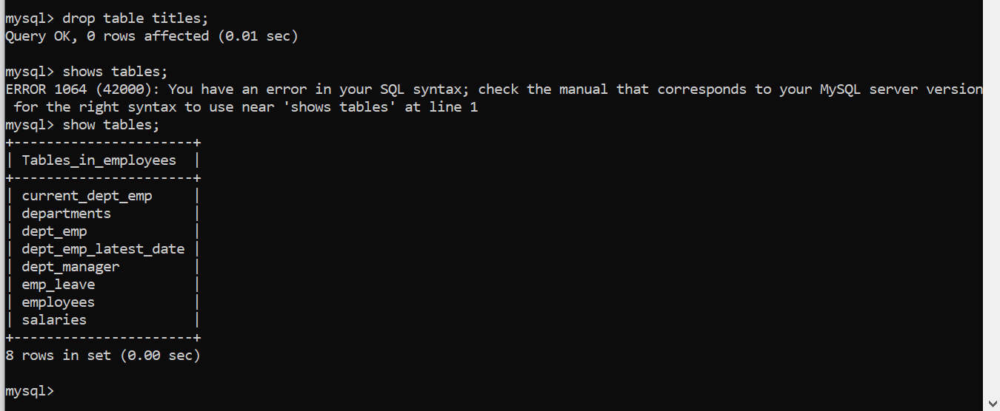 mysql> drop table titles;
Query OK, 0 rows affected (0.01 sec)
mysql> shows tables;
ERROR 1064 (42000): You have an error in your SQL syntax; check the manual that corresponds to your MySQL server version
 for the right syntax to use near 'shows tables' at line 1
mysql> show tables;
+----------------------+
| Tables_in_employees  |
+----------------------+
| current_dept_emp     |
| departments          |
| dept_emp             |
| dept_emp_latest_date |
| dept_manager         |
| emp_leave            |
| employees            |
| salaries             |
+----------------------+
8 rows in set (0.00 sec)
mysql>